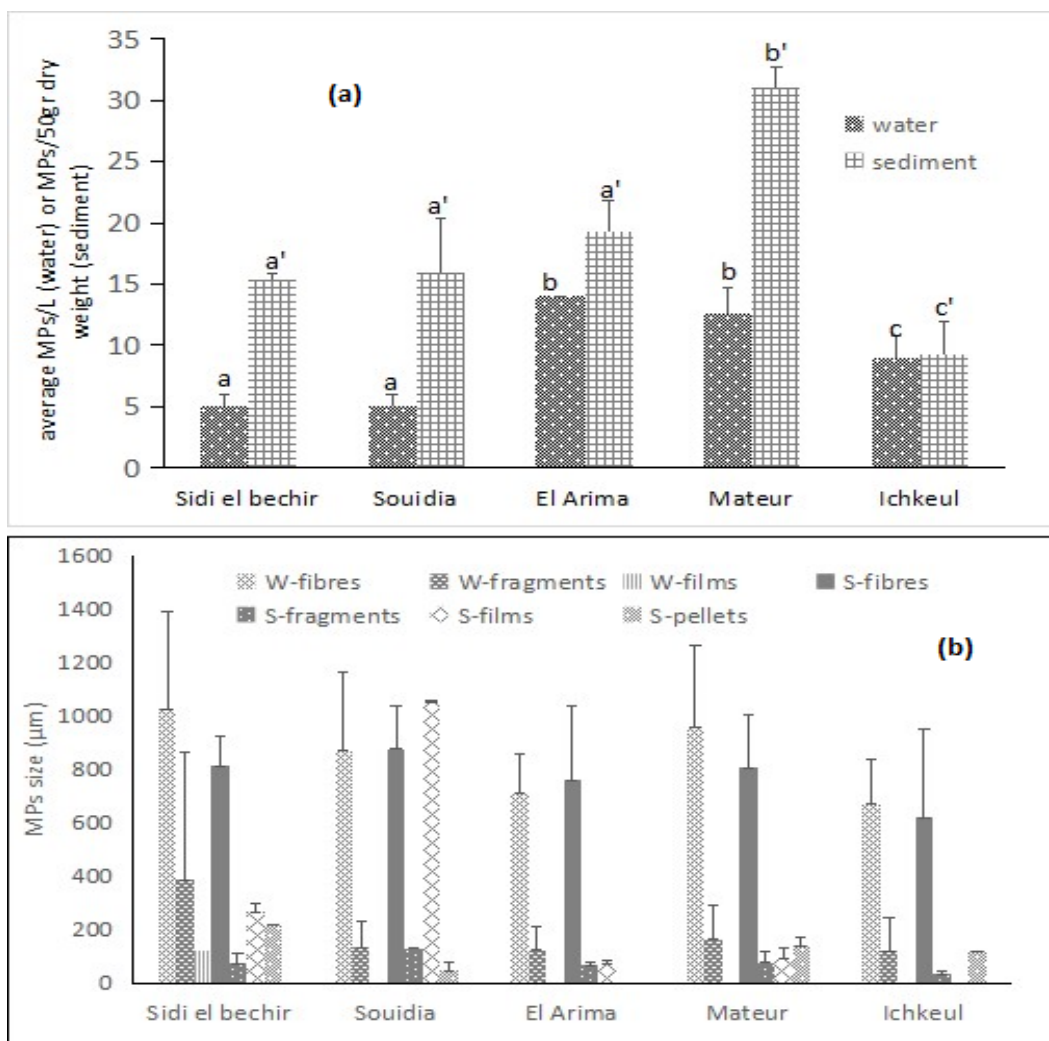 (a)
average MPs/L (water) or MPs/50gr dry
weight (sediment)
35
30
25
20
15
10
5
0
water
sediment
a
a'
a
a'
b
a'
b
b'
c
c'
Sidi el bechir
Souidia
El Arima
Mateur
Ichkeul
(b)
MPs size (µm)
1600
1400
1200
1000
800
600
400
200
0
W-fibres
W-fragments
W-films
S-fibres
S-fragments
S-films
S-pellets
Sidi el bechir
Souidia
El Arima
Mateur
Ichkeul